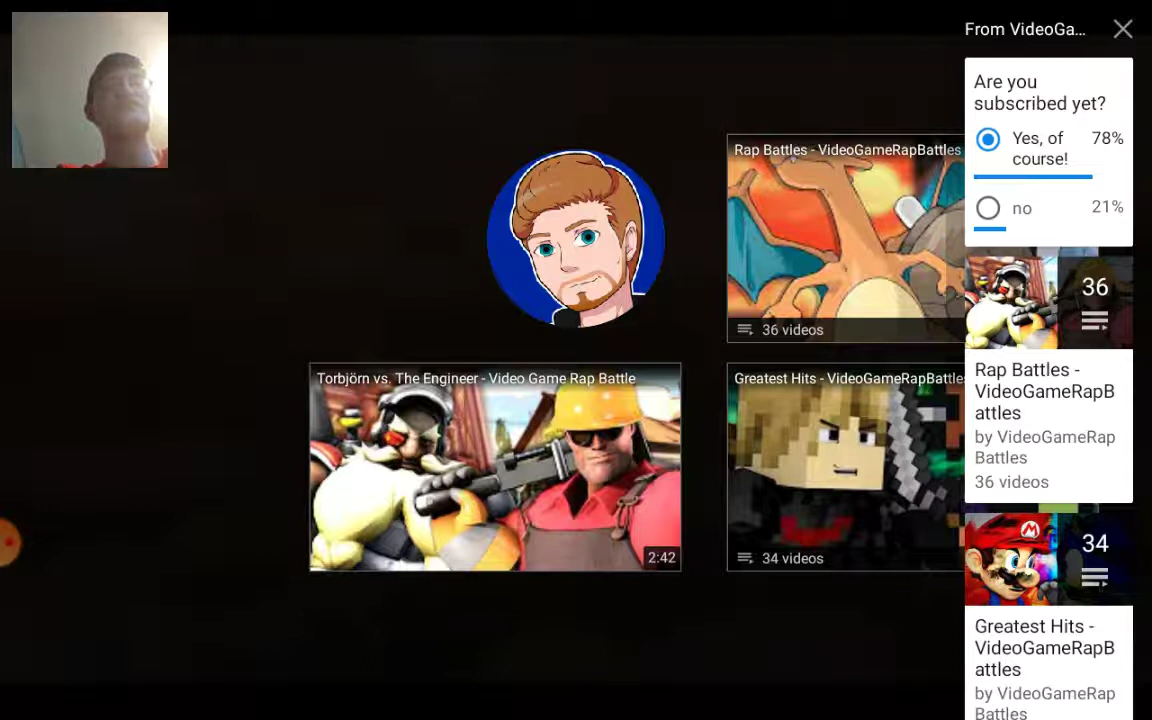 From VideoGa...
Are you
subscribed yet?
Yes, of
course!
78%
no
21%
Rap Battles - VideoGameRapBattles
36 videos
Torbjörn vs. The Engineer - Video Game Rap Battle
2:42
Greatest Hits - VideoGameRapBattles
34 videos
36
Rap Battles -
VideoGameRapB
attles
by VideoGameRap
Battles
36 videos
34
Greatest Hits -
VideoGameRapB
attles
by VideoGameRap
Battles